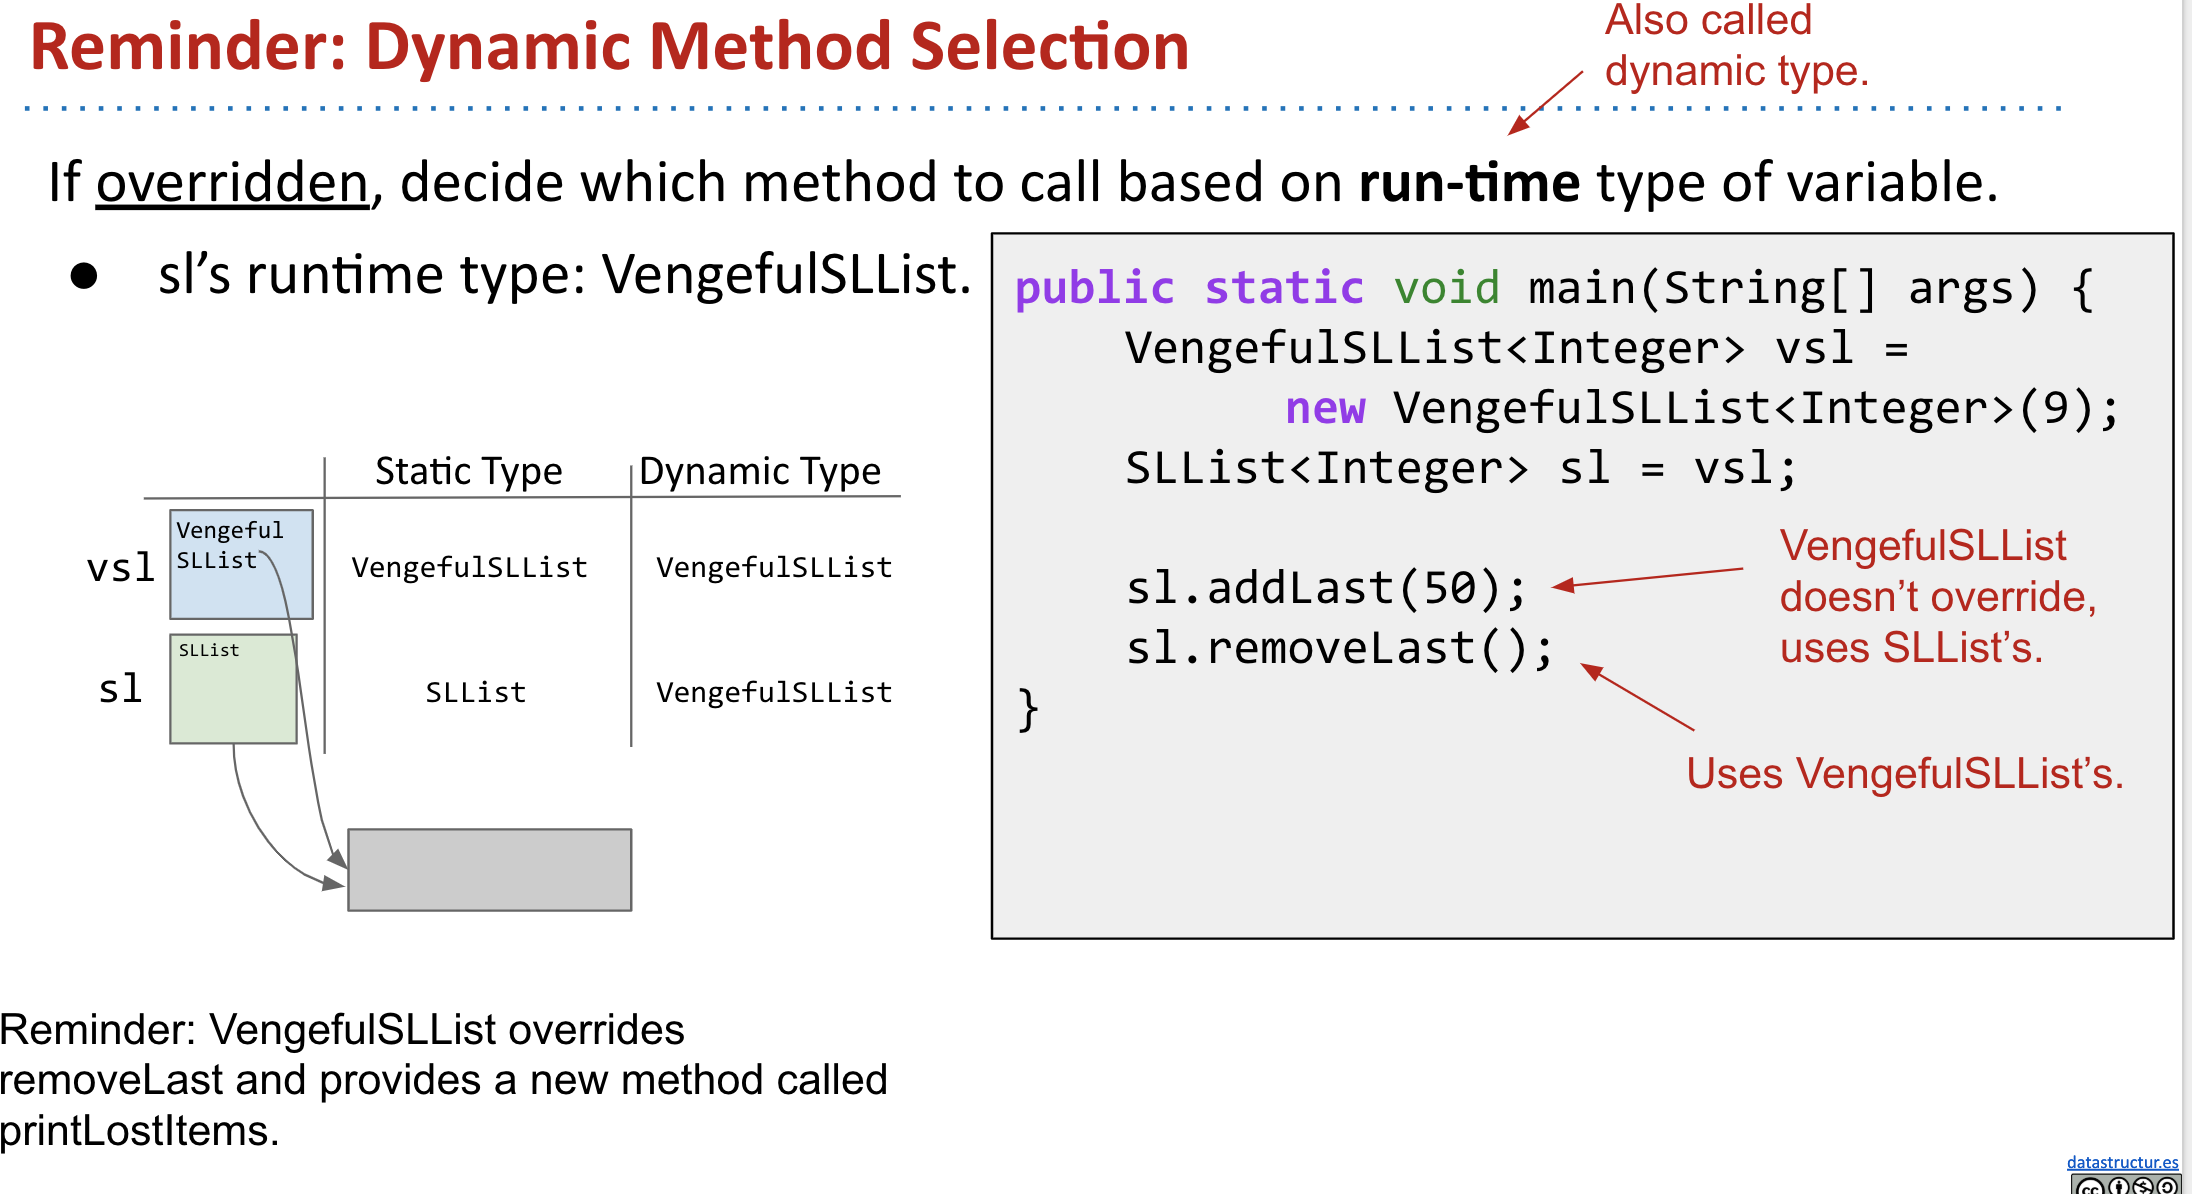 Reminder: Dynamic Method Selection
Also called
dynamic type.
If overridden, decide which method to call based on run-time type of variable.
● sl’s runtime type: VengefulSLList.
public static void main(String[] args) {
VengefulSLList<Integer> vsl =
new VengefulSLList<Integer>(9);
SLList<Integer> sl = vsl;
sl.addLast(50);
sl.removeLast();
}
VengefulSLList
doesn’t override,
uses SLList’s.
Uses VengefulSLList’s.
Static Type Dynamic Type
vsl
Vengeful
SLList
VengefulSLList VengefulSLList
sl
SLList
SLList VengefulSLList
Reminder: VengefulSLList overrides
removeLast and provides a new method called
printLostItems.
datastructur.es
cc